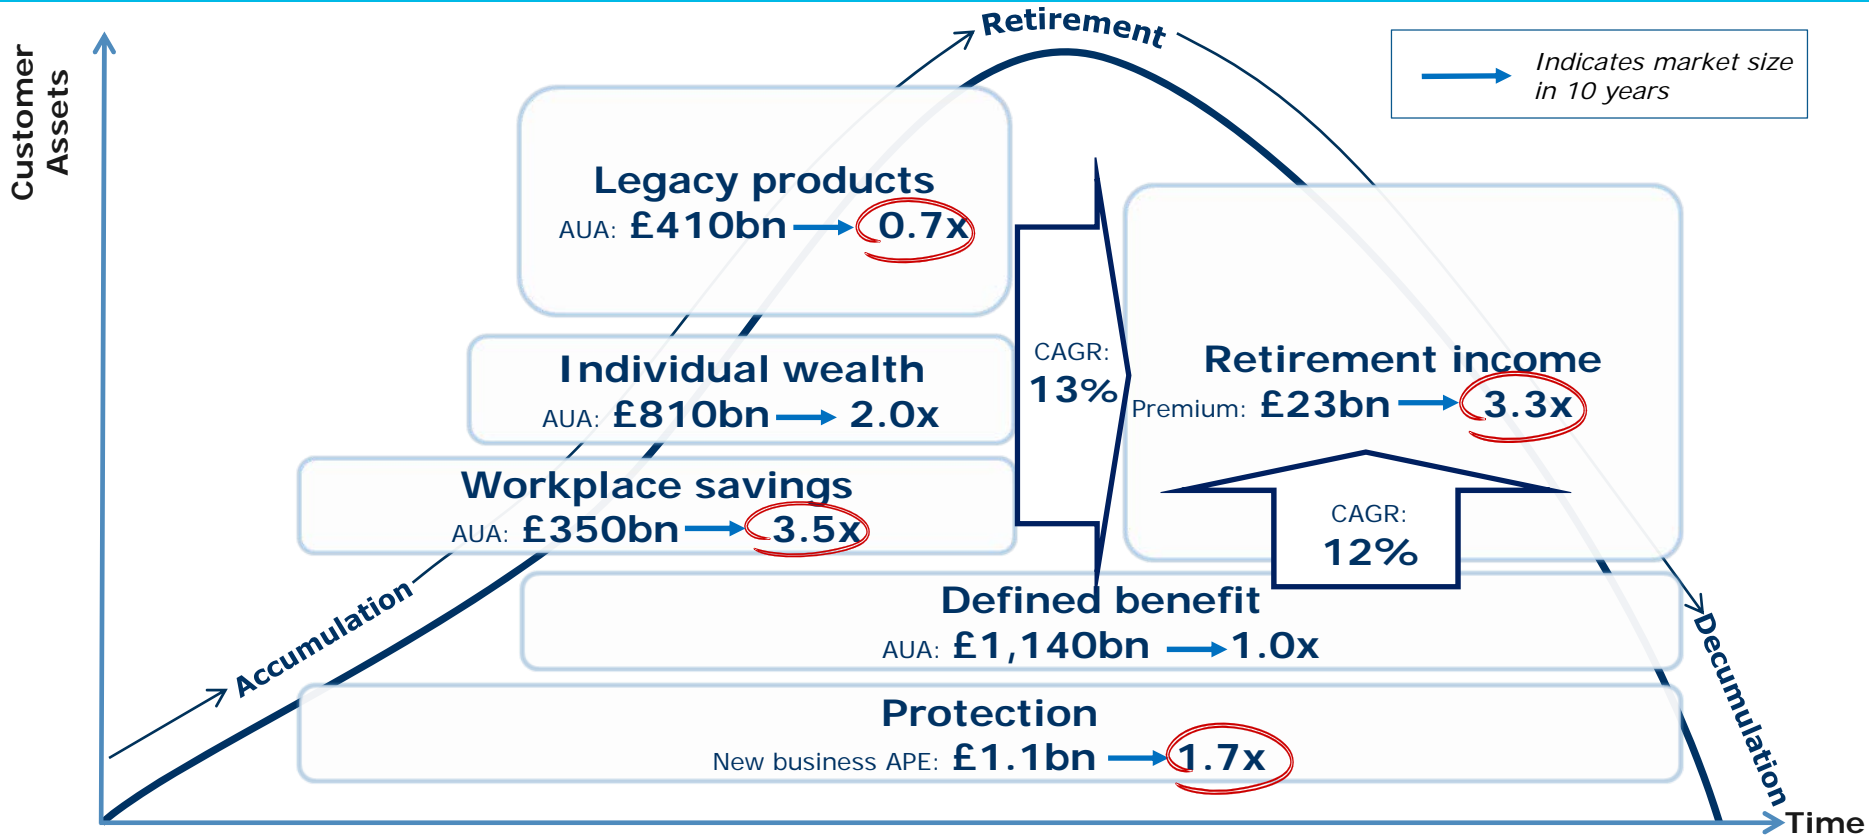 Customer
Assets
Retirement
Indicates market size
in 10 years
Legacy products
AUA: £410bn 0.7x
Individual wealth
AUA: £810bn 2.0x
Workplace savings
AUA: £350bn 3.5x
CAGR:
13%
Retirement income
Premium: £23bn 3.3x
CAGR:
12%
Accumulation
Defined benefit
AUA: £1,140bn 1.0x
Protection
New business APE: £1.1bn 1.7x
Decumulation
Time